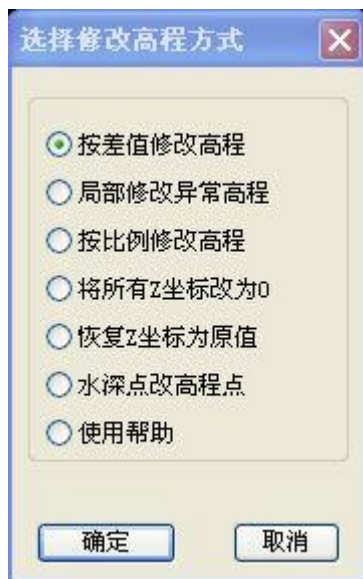 选择修改高程方式
按差值修改高程
局部修改异常高程
按比例修改高程
将所有Z坐标改为0
恢复Z坐标为原值
水深点改高程点
使用帮助
确定
取消